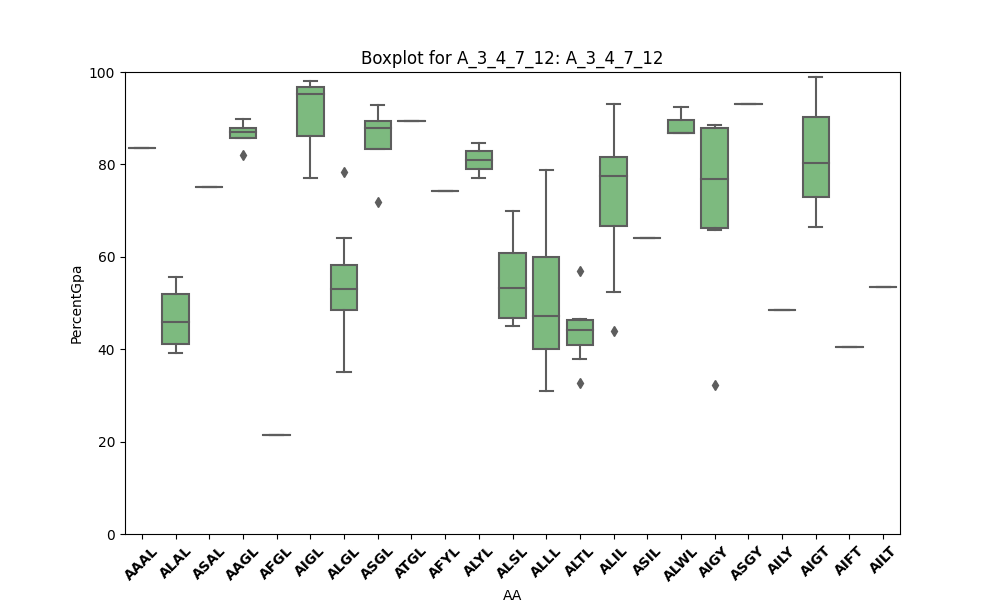 Boxplot for A_3_4_7_12: A_3_4_7_12
100
80
60
40
20
0
PercentGpa
AAAL ALAL ASAL AAGL AFGL AIGL ALGL ASGL ATGL AFYL ALYL ALSL ALLL ALTL ALIL ASIL ALWL AIGY ASGY AILY AIGT AIFT AILT
AA